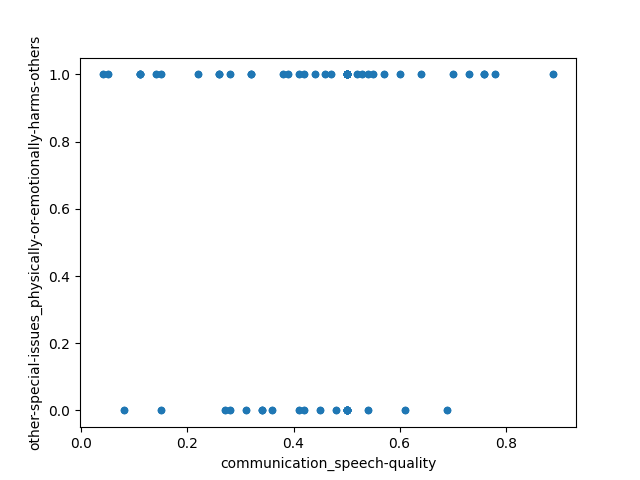 other-special-issues_physically-or-emotionally-harms-others
1.0
0.8
0.6
0.4
0.2
0.0
0.0 0.2 0.4 0.6 0.8
communication_speech-quality